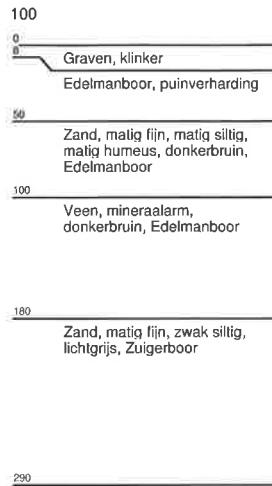 100
0
8
Graven, klinker
Edelmanboor, puinverharding
50
Zand, matig fijn, matig siltig,
matig humeus, donkerbruin,
Edelmanboor
100
Veen, mineraalarm,
donkerbruin, Edelmanboor
180
Zand, matig fijn, zwak siltig,
lichtgrijs, Zuigerboor
290